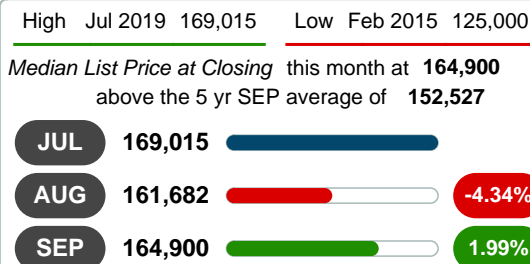 High Jul 2019 169,015 Low Feb 2015 125,000
Median List Price at Closing this month at 164,900
above the 5 yr SEP average of 152,527
JUL 169,015
AUG 161,682 -4.34%
SEP 164,900 1.99%